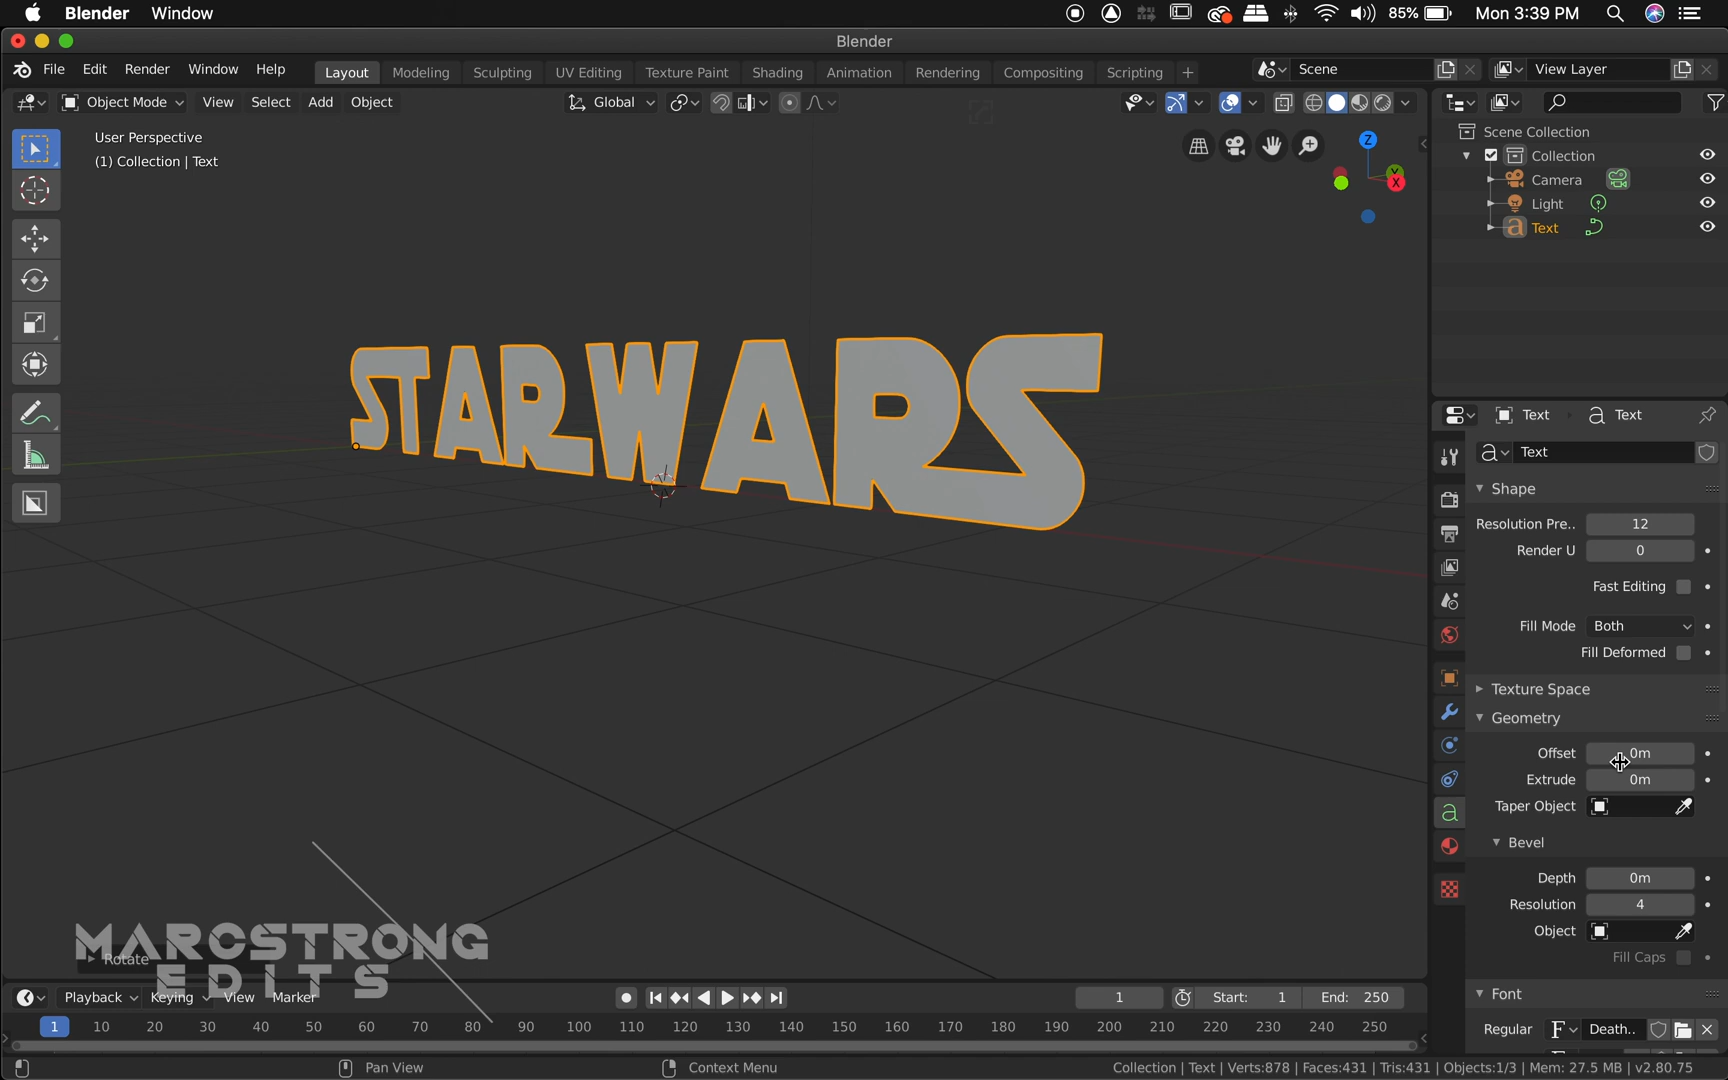 Blender Window 85% Mon 3:39 PM
Blender
File Edit Render Window Help Layout Modeling Sculpting UV Editing Texture Paint Shading Animation Rendering Compositing Scripting + Scene View Layer
Object Mode View Select Add Object Global
User Perspective
(1) Collection | Text
Z
Y
X
Scene Collection
Collection
Camera
Light
a Text
STARWARS
Text a Text
a Text
Shape
Resolution Pre.. 12
Render U 0
Fast Editing
Fill Mode Both
Fill Deformed
Texture Space
Geometry
Offset 0m
Extrude 0m
Taper Object
Bevel
Depth 0m
Resolution 4
Object
Fill Caps
Font
Regular F Death..
MARCSTRONG
EDITS
Rotate
Playback Keying View Marker 1 Start: 1 End: 250
1 10 20 30 40 50 60 70 80 90 100 110 120 130 140 150 160 170 180 190 200 210 220 230 240 250
Pan View Context Menu Collection | Text | Verts:878 | Faces:431 | Tris:431 | Objects:1/3 | Mem: 27.5 MB | v2.80.75